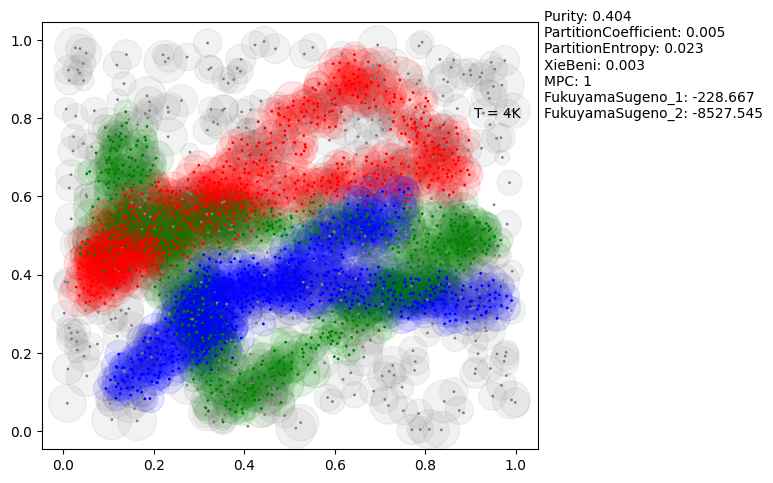 Purity: 0.404
PartitionCoefficient: 0.005
PartitionEntropy: 0.023
XieBeni: 0.003
MPC: 1
FukuyamaSugeno_1: -228.667
FukuyamaSugeno_2: -8527.545
T = 4K
1.0
0.8
0.6
0.4
0.2
0.0
0.0 0.2 0.4 0.6 0.8 1.0